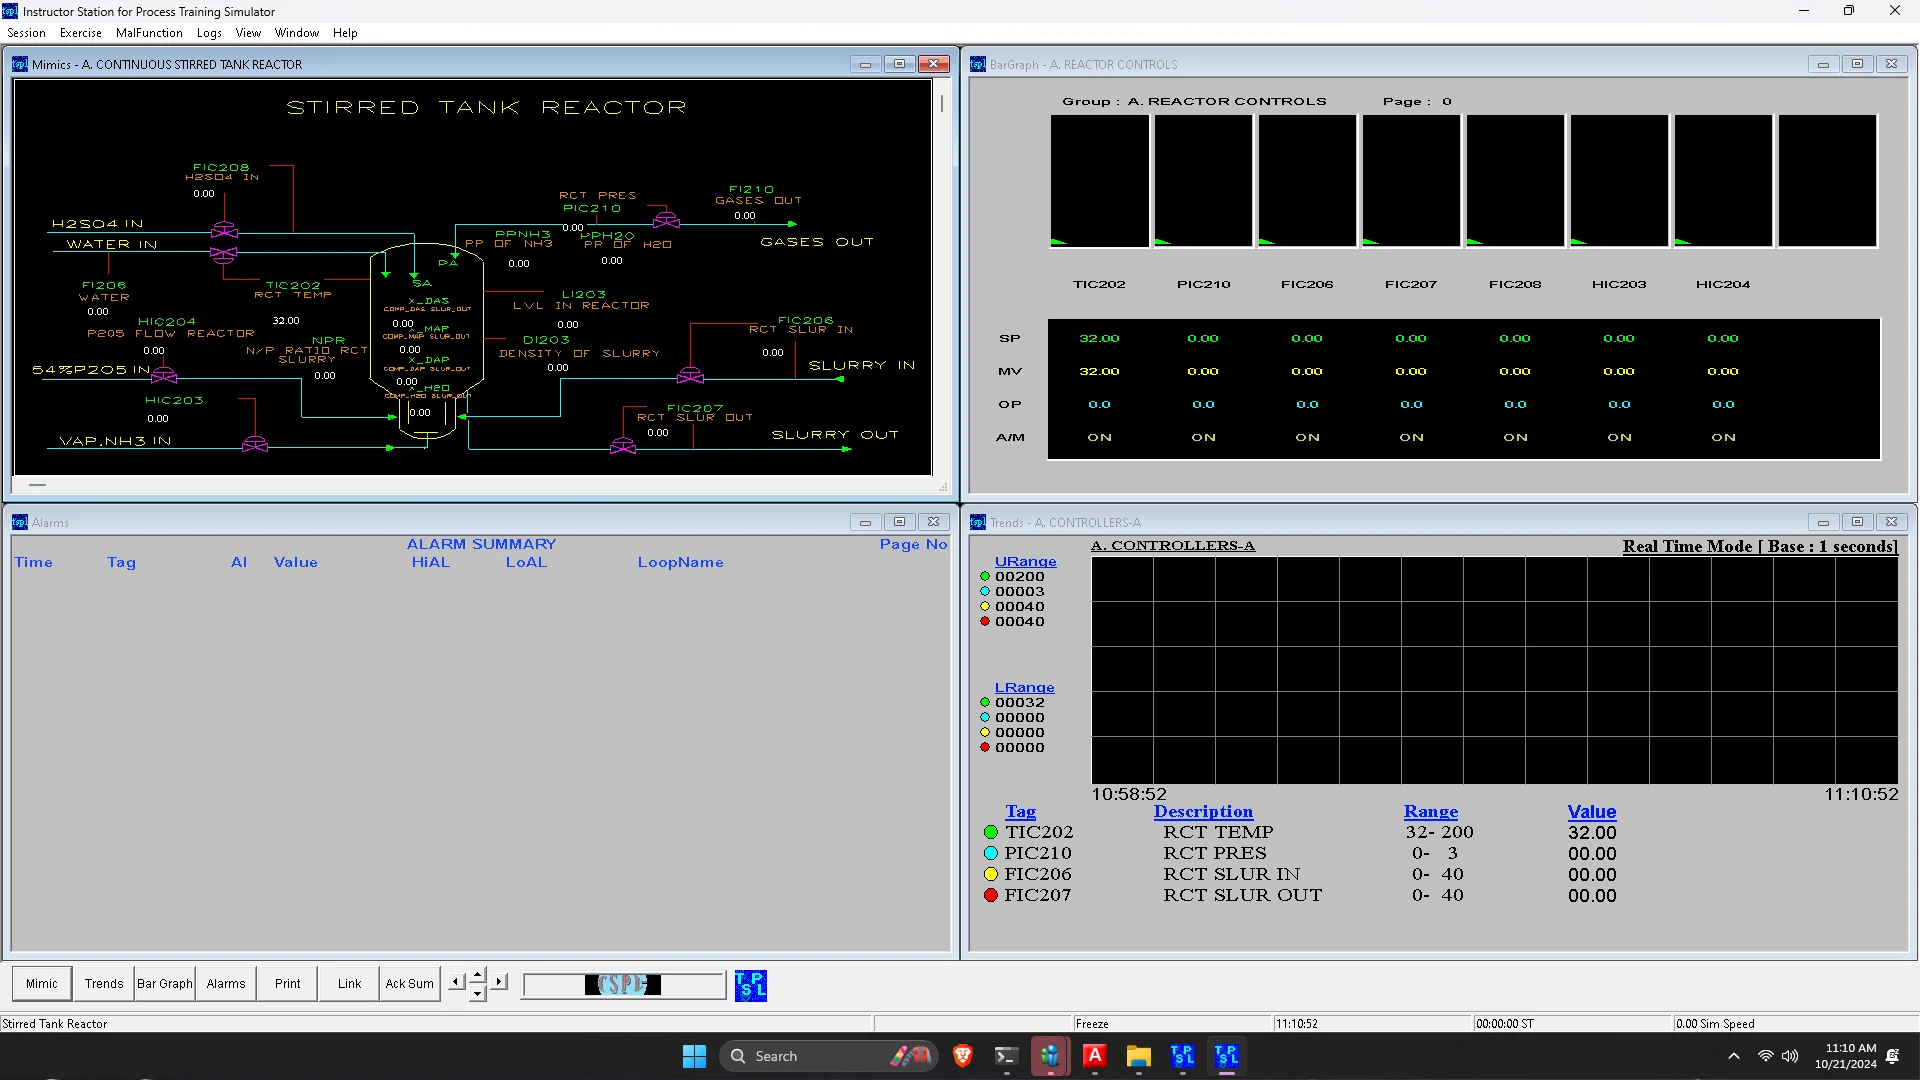 Instructor Station for Process Training Simulator
Session Exercise MalFunction Logs View Window Help
Mimics - A. CONTINUOUS STIRRED TANK REACTOR
STIRRED TANK REACTOR
FIC208
H2SO4 IN
0.00
H2SO4 IN
WATER IN
RCT PRES
PIC210
0.00
FI210
GASES OUT
0.00
GASES OUT
PPNH3
PP OF NH3
0.00
PPH2O
PP OF H2O
0.00
PA
SA
FI206
WATER
0.00
TIC202
RCT TEMP
32.00
HIC204
P205 FLOW REACTOR
0.00
NPR
N/P RATIO RCT
SLURRY
0.00
X_DAS
COMP_DAS SLUR_OUT
0.00
X_MAP
COMP_MAP SLUR_OUT
0.00
X_DAP
COMP_DAP SLUR_OUT
0.00
X_H2O
COMP_H2O SLUR_OUT
0.00
LI203
LVL IN REACTOR
0.00
DI203
DENSITY OF SLURRY
0.00
FIC206
RCT SLUR IN
0.00
SLURRY IN
54%P205 IN
HIC203
0.00
VAP.NH3 IN
FIC207
RCT SLUR OUT
0.00
SLURRY OUT
BarGraph - A. REACTOR CONTROLS
Group : A. REACTOR CONTROLS Page : 0
TIC202 PIC210 FIC206 FIC207 FIC208 HIC203 HIC204
SP 32.00 0.00 0.00 0.00 0.00 0.00 0.00
MV 32.00 0.00 0.00 0.00 0.00 0.00 0.00
OP 0.0 0.0 0.0 0.0 0.0 0.0 0.0
A/M ON ON ON ON ON ON ON
Alarms
ALARM SUMMARY Page No
Time Tag Al Value HiAL LoAL LoopName
Trends - A. CONTROLLERS-A
A. CONTROLLERS-A Real Time Mode [ Base : 1 seconds]
URange
00200
00003
00040
00040
LRange
00032
00000
00000
00000
10:58:52 11:10:52
Tag Description Range Value
TIC202 RCT TEMP 32- 200 32.00
PIC210 RCT PRES 0- 3 00.00
FIC206 RCT SLUR IN 0- 40 00.00
FIC207 RCT SLUR OUT 0- 40 00.00
Mimic Trends Bar Graph Alarms Print Link Ack Sum TSPL TPSL
Stirred Tank Reactor Freeze 11:10:52 00:00:00 ST 0.00 Sim Speed
Search
11:10 AM
10/21/2024